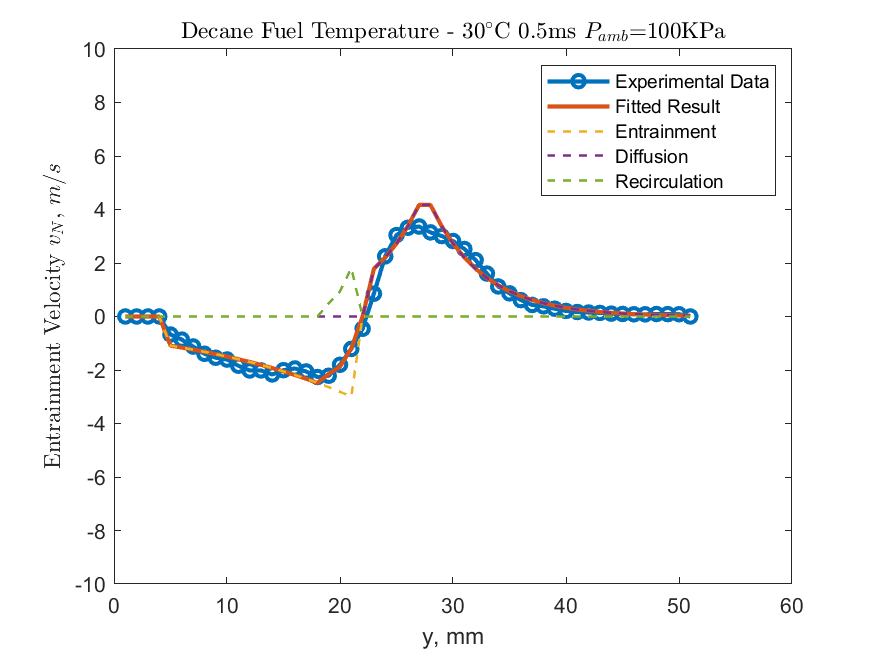 Decane Fuel Temperature - 30°C 0.5ms P_amb=100KPa
Experimental Data
Fitted Result
Entrainment
Diffusion
Recirculation
Entrainment Velocity v_N, m/s
10
8
6
4
2
0
-2
-4
-6
-8
-10
0 10 20 30 40 50 60
y, mm